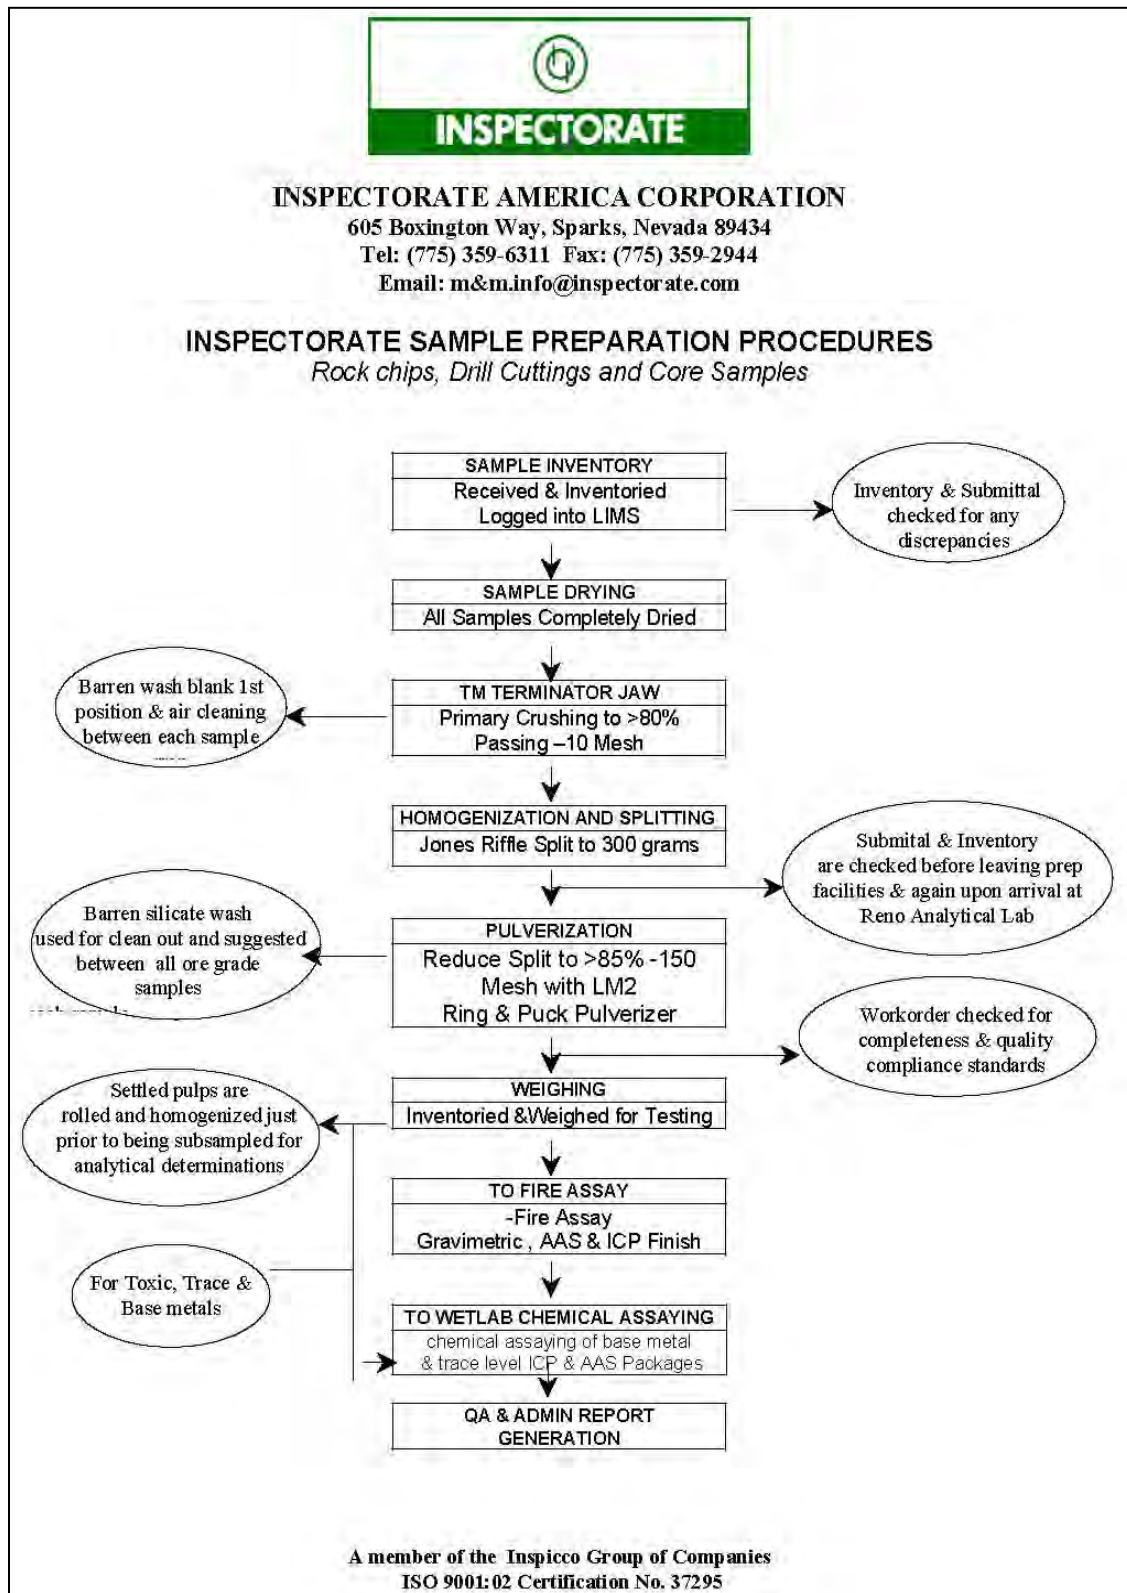 INSPECTORATE
INSPECTORATE AMERICA CORPORATION
605 Boxington Way, Sparks, Nevada 89434
Tel: (775) 359-6311 Fax: (775) 359-2944
Email: m&m.info@inspectorate.com
INSPECTORATE SAMPLE PREPARATION PROCEDURES
Rock chips, Drill Cuttings and Core Samples
SAMPLE INVENTORY
Received & Inventoried
Logged into LIMS
Inventory & Submittal
checked for any
discrepancies
SAMPLE DRYING
All Samples Completely Dried
Barren wash blank 1st
position & air cleaning
between each sample
TM TERMINATOR JAW
Primary Crushing to >80%
Passing –10 Mesh
HOMOGENIZATION AND SPLITTING
Jones Riffle Split to 300 grams
Submital & Inventory
are checked before leaving prep
facilities & again upon arrival at
Reno Analytical Lab
Barren silicate wash
used for clean out and suggested
between all ore grade
samples
PULVERIZATION
Reduce Split to >85% -150
Mesh with LM2
Ring & Puck Pulverizer
Workorder checked for
completeness & quality
compliance standards
Settled pulps are
rolled and homogenized just
prior to being subsampled for
analytical determinations
WEIGHING
Inventoried &Weighed for Testing
TO FIRE ASSAY
-Fire Assay
Gravimetric , AAS & ICP Finish
For Toxic, Trace &
Base metals
TO WETLAB CHEMICAL ASSAYING
chemical assaying of base metal
& trace level ICP & AAS Packages
QA & ADMIN REPORT
GENERATION
A member of the Inspicco Group of Companies
ISO 9001:02 Certification No. 37295